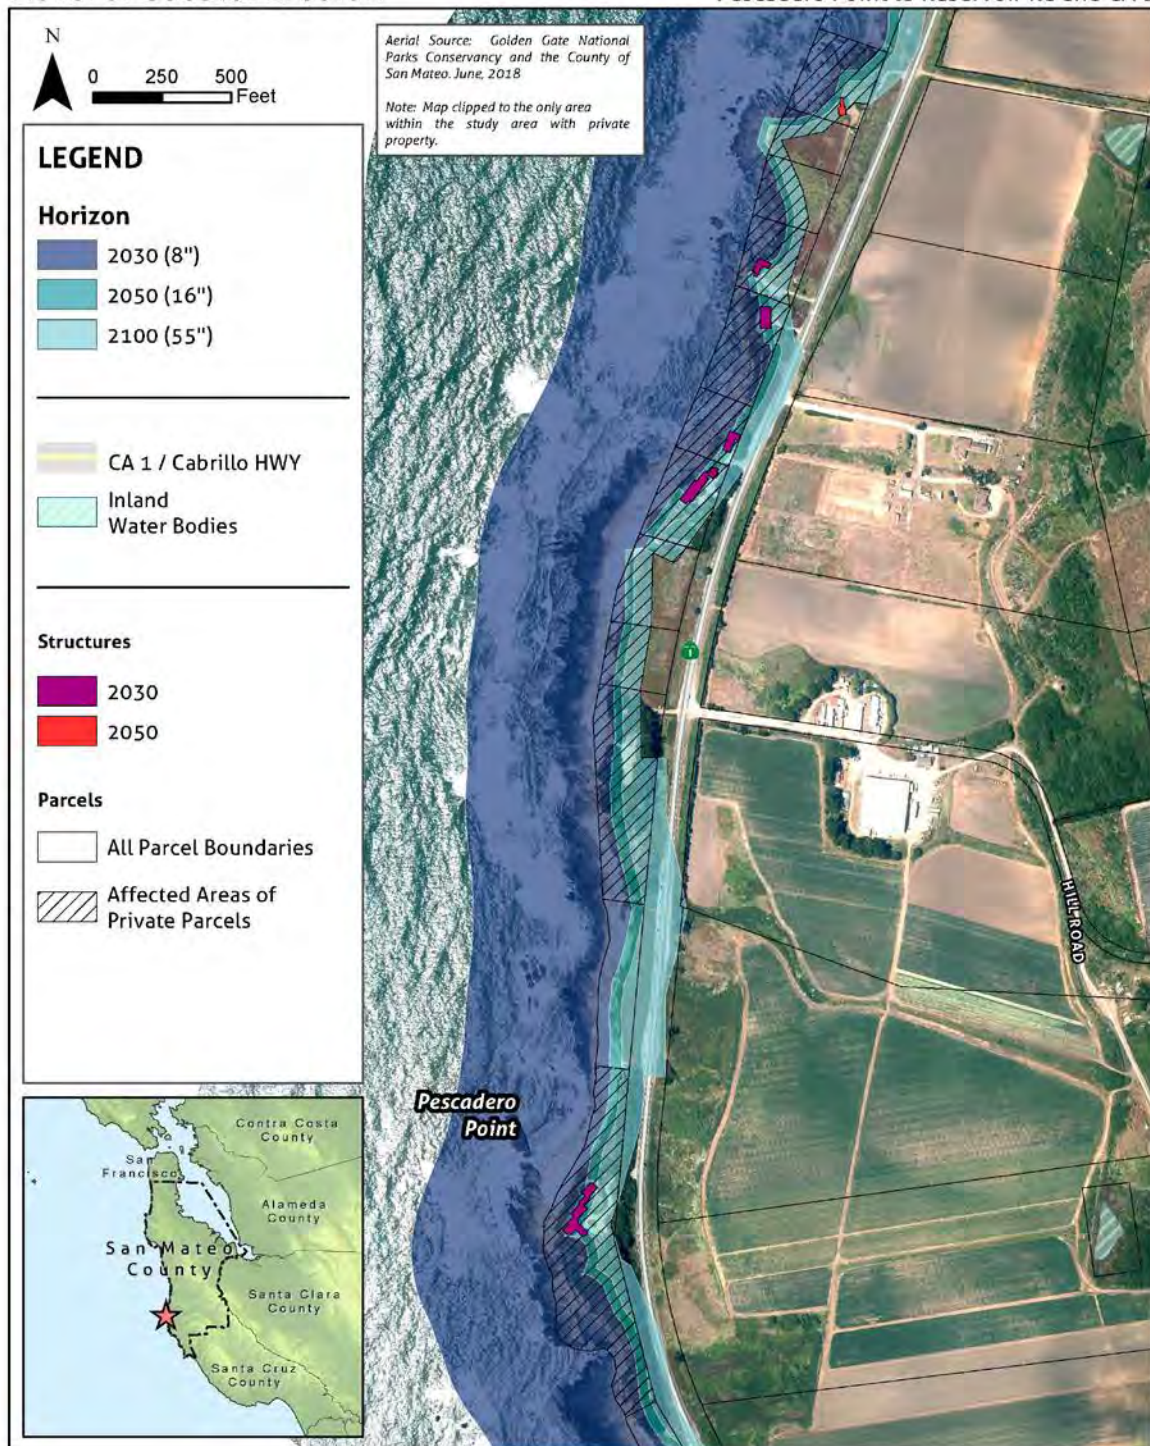 N
0 250 500
Feet
Aerial Source: Golden Gate National
Parks Conservancy and the County of
San Mateo. June, 2018
Note: Map clipped to the only area
within the study area with private
property.
LEGEND
Horizon
2030 (8")
2050 (16")
2100 (55")
CA 1 / Cabrillo HWY
Inland
Water Bodies
Structures
2030
2050
Parcels
All Parcel Boundaries
Affected Areas of
Private Parcels
1
HILL ROAD
Pescadero
Point
Contra Costa
County
San
Francisco
Alameda
County
San Mateo
County
Santa Clara
County
Santa Cruz
County